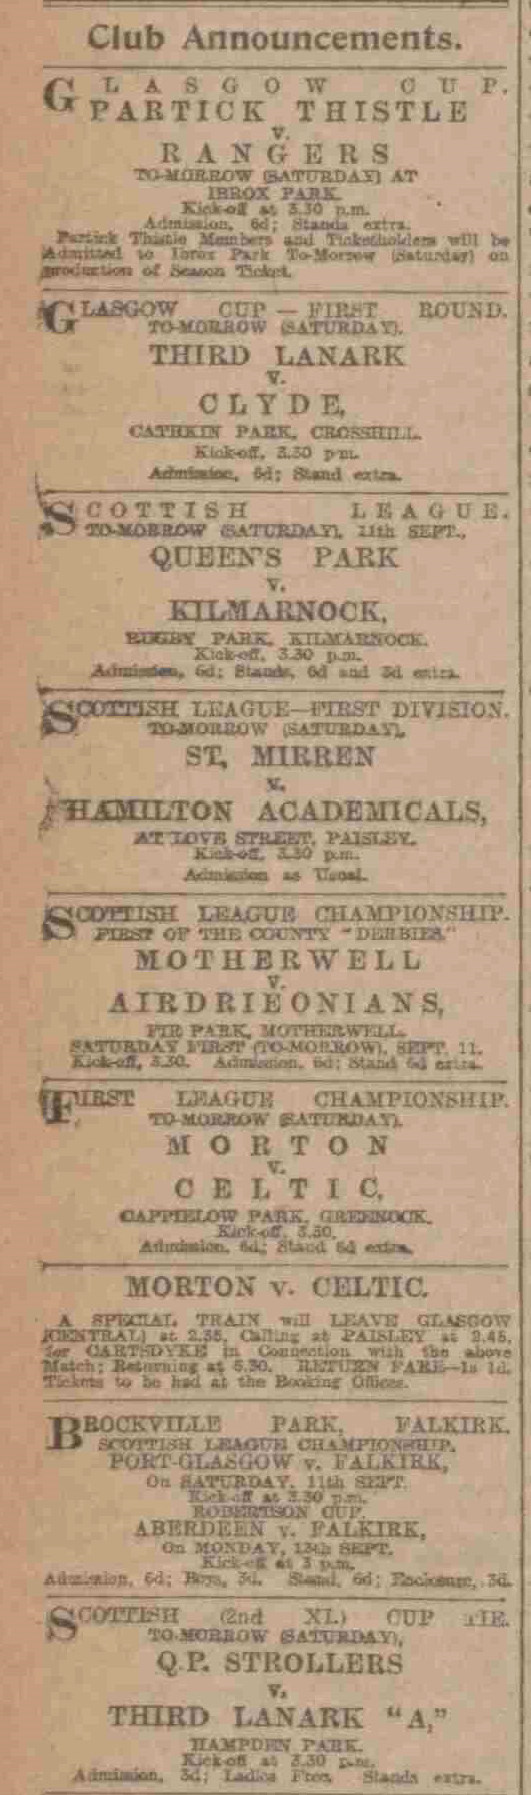 Club Announcements.
GLASGOW CUP.
PARTICK THISTLE
v.
RANGERS
TO-MORROW (SATURDAY) AT
IBROX PARK.
Kick-off at 3.30 p.m.
Admission, 6d; Stands extra.
Partick Thistle Members and Ticketholders will be
Admitted to Ibrox Park To-Morrow (Saturday) on
production of Season Ticket.
GLASGOW CUP — FIRST ROUND.
TO-MORROW (SATURDAY).
THIRD LANARK
v.
CLYDE,
CATHKIN PARK, CROSSHILL.
Kick-off, 3.30 p.m.
Admission, 6d; Stand extra.
SCOTTISH LEAGUE.
TO-MORROW (SATURDAY), 11th SEPT.,
QUEEN'S PARK
v.
KILMARNOCK,
RUGBY PARK, KILMARNOCK.
Kick-off, 3.30 p.m.
Admission, 6d; Stands, 6d and 3d extra.
SCOTTISH LEAGUE—FIRST DIVISION.
TO-MORROW (SATURDAY),
ST. MIRREN
v.
HAMILTON ACADEMICALS,
AT LOVE STREET, PAISLEY.
Kick-off, 3.30 p.m.
Admission as Usual.
SCOTTISH LEAGUE CHAMPIONSHIP.
FIRST OF THE COUNTY "DERBIES."
MOTHERWELL
v.
AIRDRIEONIANS,
FIR PARK, MOTHERWELL.
SATURDAY FIRST (TO-MORROW), SEPT. 11.
Kick-off, 3.30. Admission, 6d; Stand 6d extra.
FIRST LEAGUE CHAMPIONSHIP.
TO-MORROW (SATURDAY).
MORTON
v.
CELTIC,
CAPPIELOW PARK, GREENOCK.
Kick-off, 3.30.
Admission, 6d; Stand 6d extra.
MORTON v. CELTIC.
A SPECIAL TRAIN will LEAVE GLASGOW
(CENTRAL) at 2.35, Calling at PAISLEY at 2.45,
for CARTSDYKE in Connection with the above
Match; Returning at 5.30. RETURN FARE—1s 1d.
Tickets to be had at the Booking Offices.
BROCKVILLE PARK, FALKIRK.
SCOTTISH LEAGUE CHAMPIONSHIP.
PORT-GLASGOW v. FALKIRK,
On SATURDAY, 11th SEPT.
Kick-off at 3.30 p.m.
ROBERTSON CUP.
ABERDEEN v. FALKIRK,
On MONDAY, 13th SEPT.
Kick-off at 3 p.m.
Admission, 6d; Boys, 3d. Stand, 6d; Enclosure, 3d.
SCOTTISH (2nd XI.) CUP TIE.
TO-MORROW (SATURDAY),
Q.P. STROLLERS
v.
THIRD LANARK "A,"
HAMPDEN PARK.
Kick-off at 3.30 p.m.
Admission, 3d; Ladies Free. Stands extra.